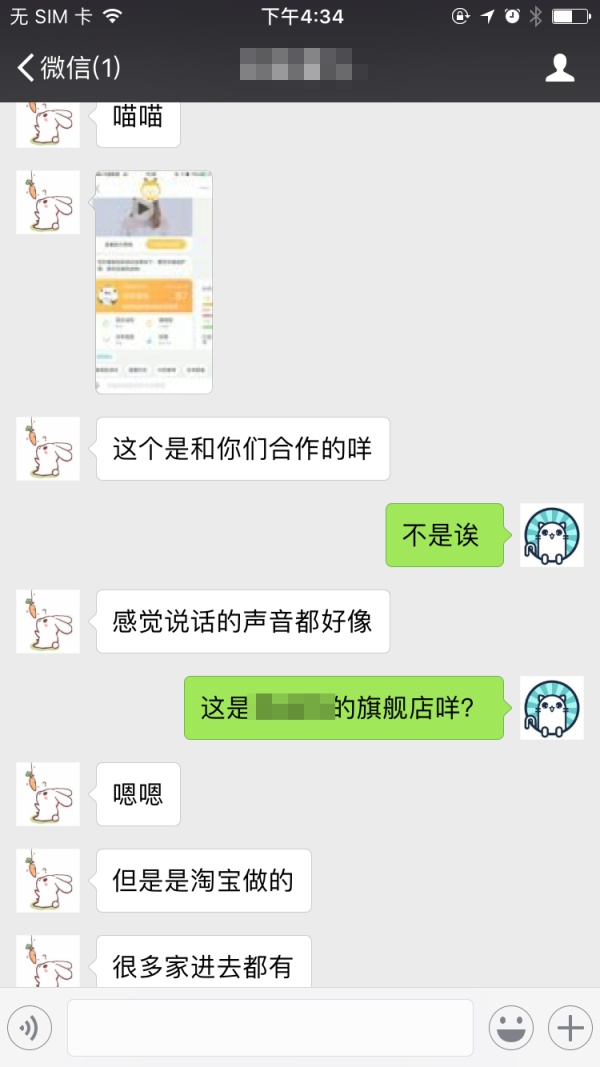 无 SIM 卡
下午4:34
微信(1)
喵喵
这个是和你们合作的咩
不是诶
感觉说话的声音都好像
这是 的旗舰店咩?
嗯嗯
但是是淘宝做的
很多家进去都有